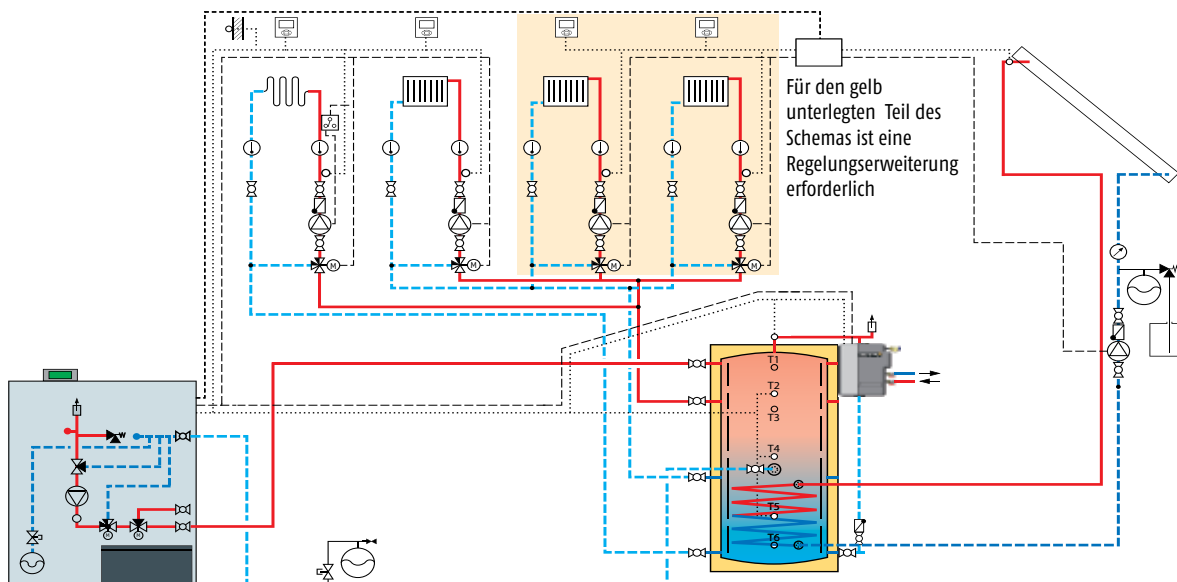 Für den gelb
unterlegten Teil des
Schemas ist eine
Regelungserweiterung
erforderlich
M
M
M
M
T1
T2
T3
T4
T5
T6
M
M